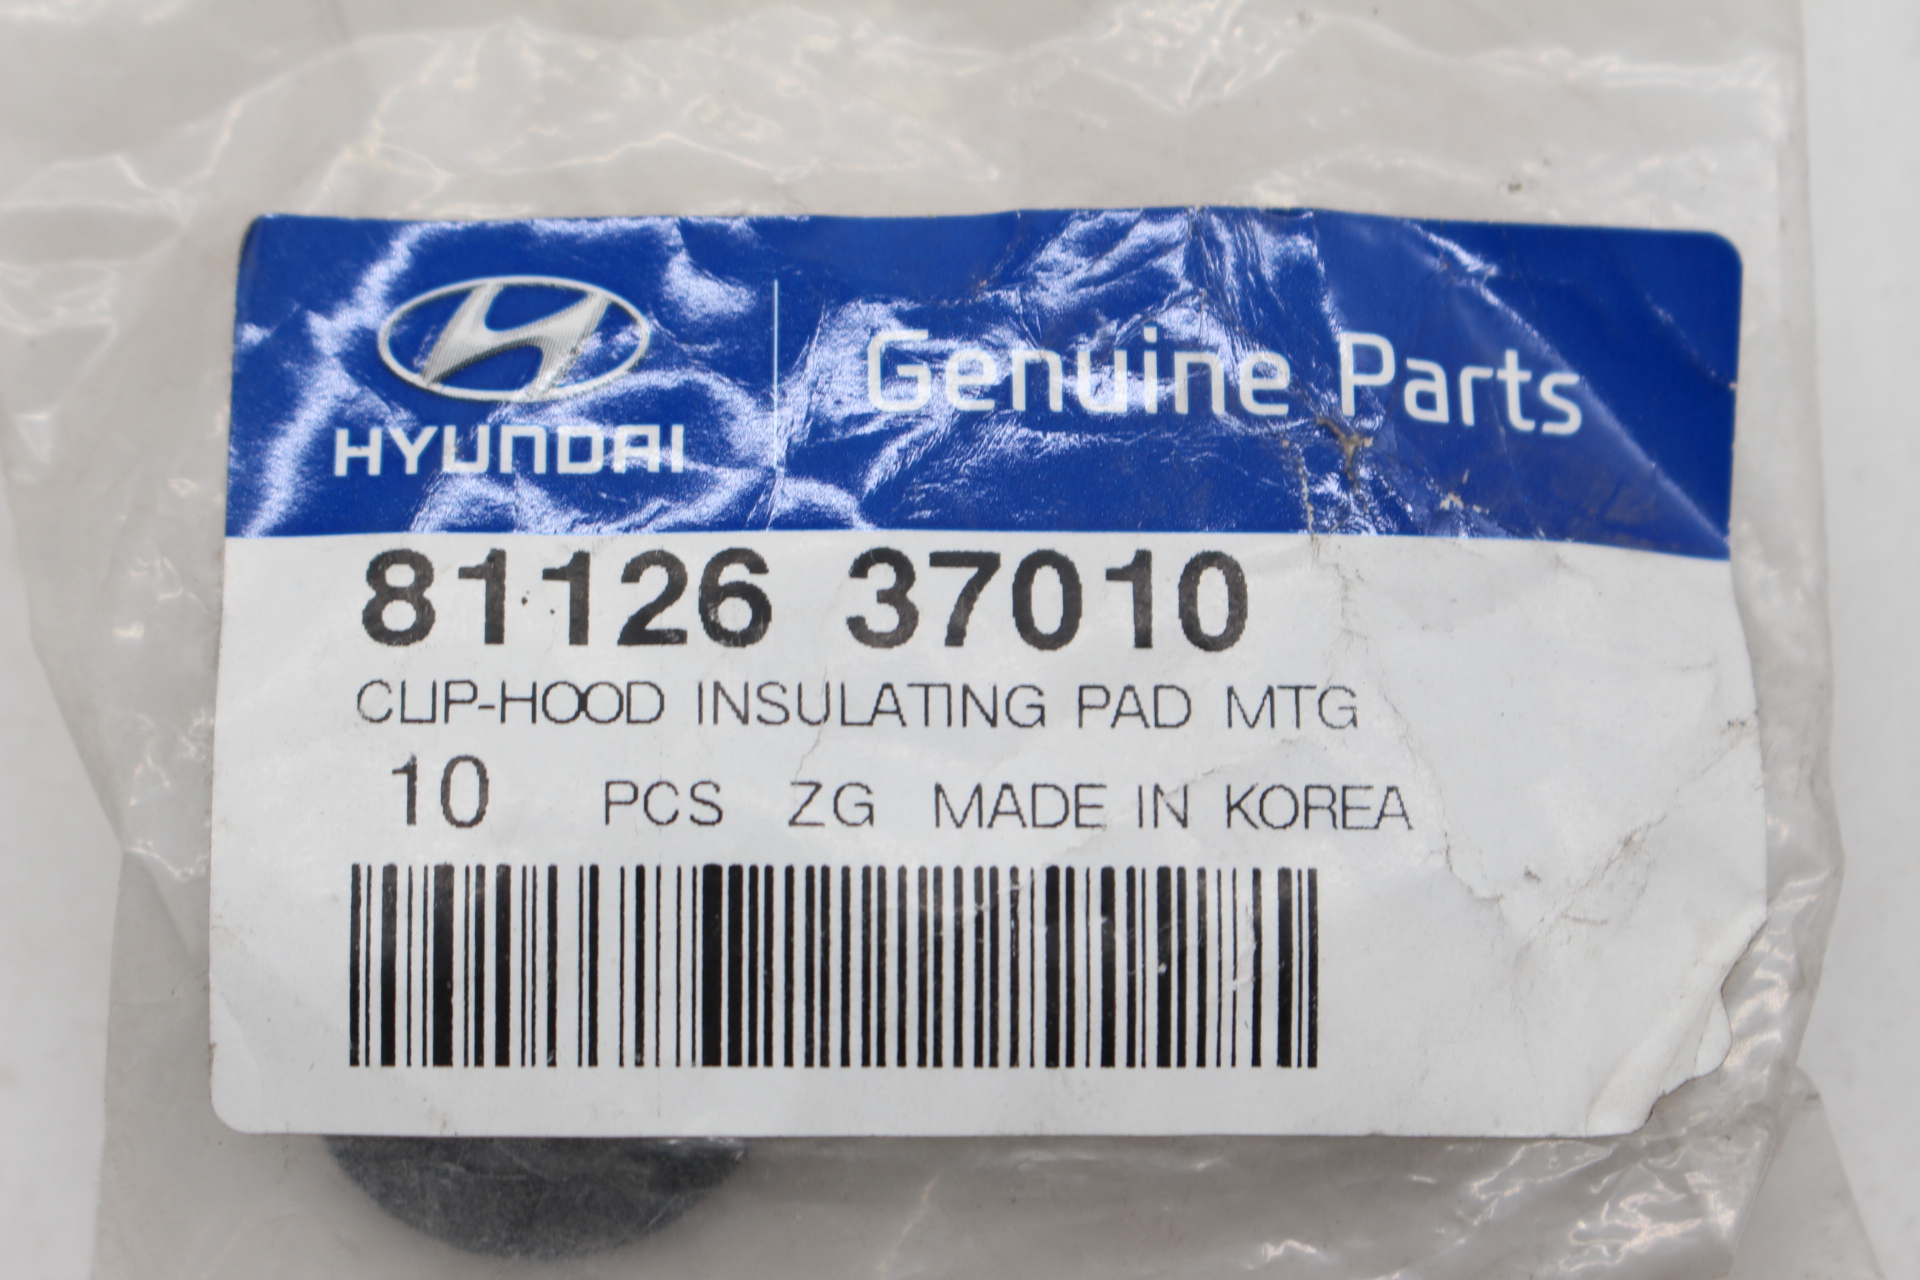 HYUNDAI
Genuine Parts
81126 37010
CLIP-HOOD INSULATING PAD MTG
10 PCS ZG MADE IN KOREA